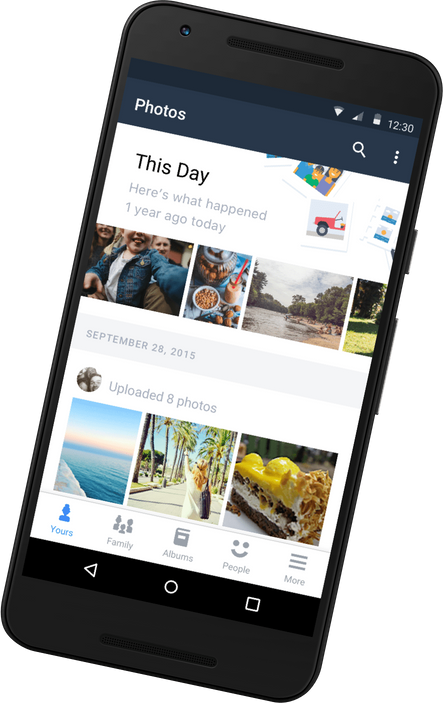 12:30
Photos
This Day
Here's what happened
1 year ago today
SEPTEMBER 28, 2015
Uploaded 8 photos
Yours
Family
Albums
People
More